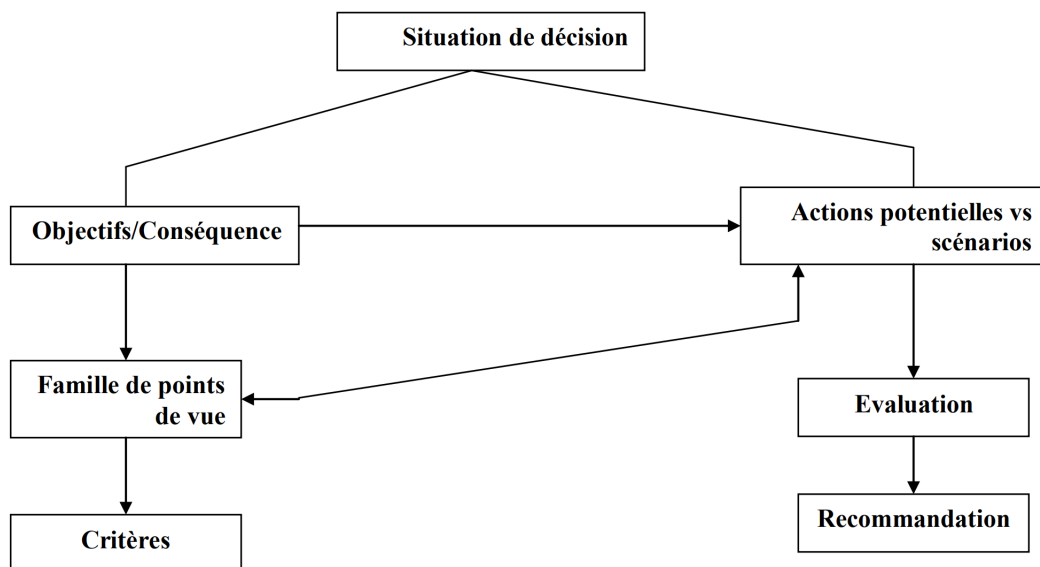 Situation de décision
Objectifs/Conséquence
Actions potentielles vs
scénarios
Famille de points
de vue
Evaluation
Critères
Recommandation